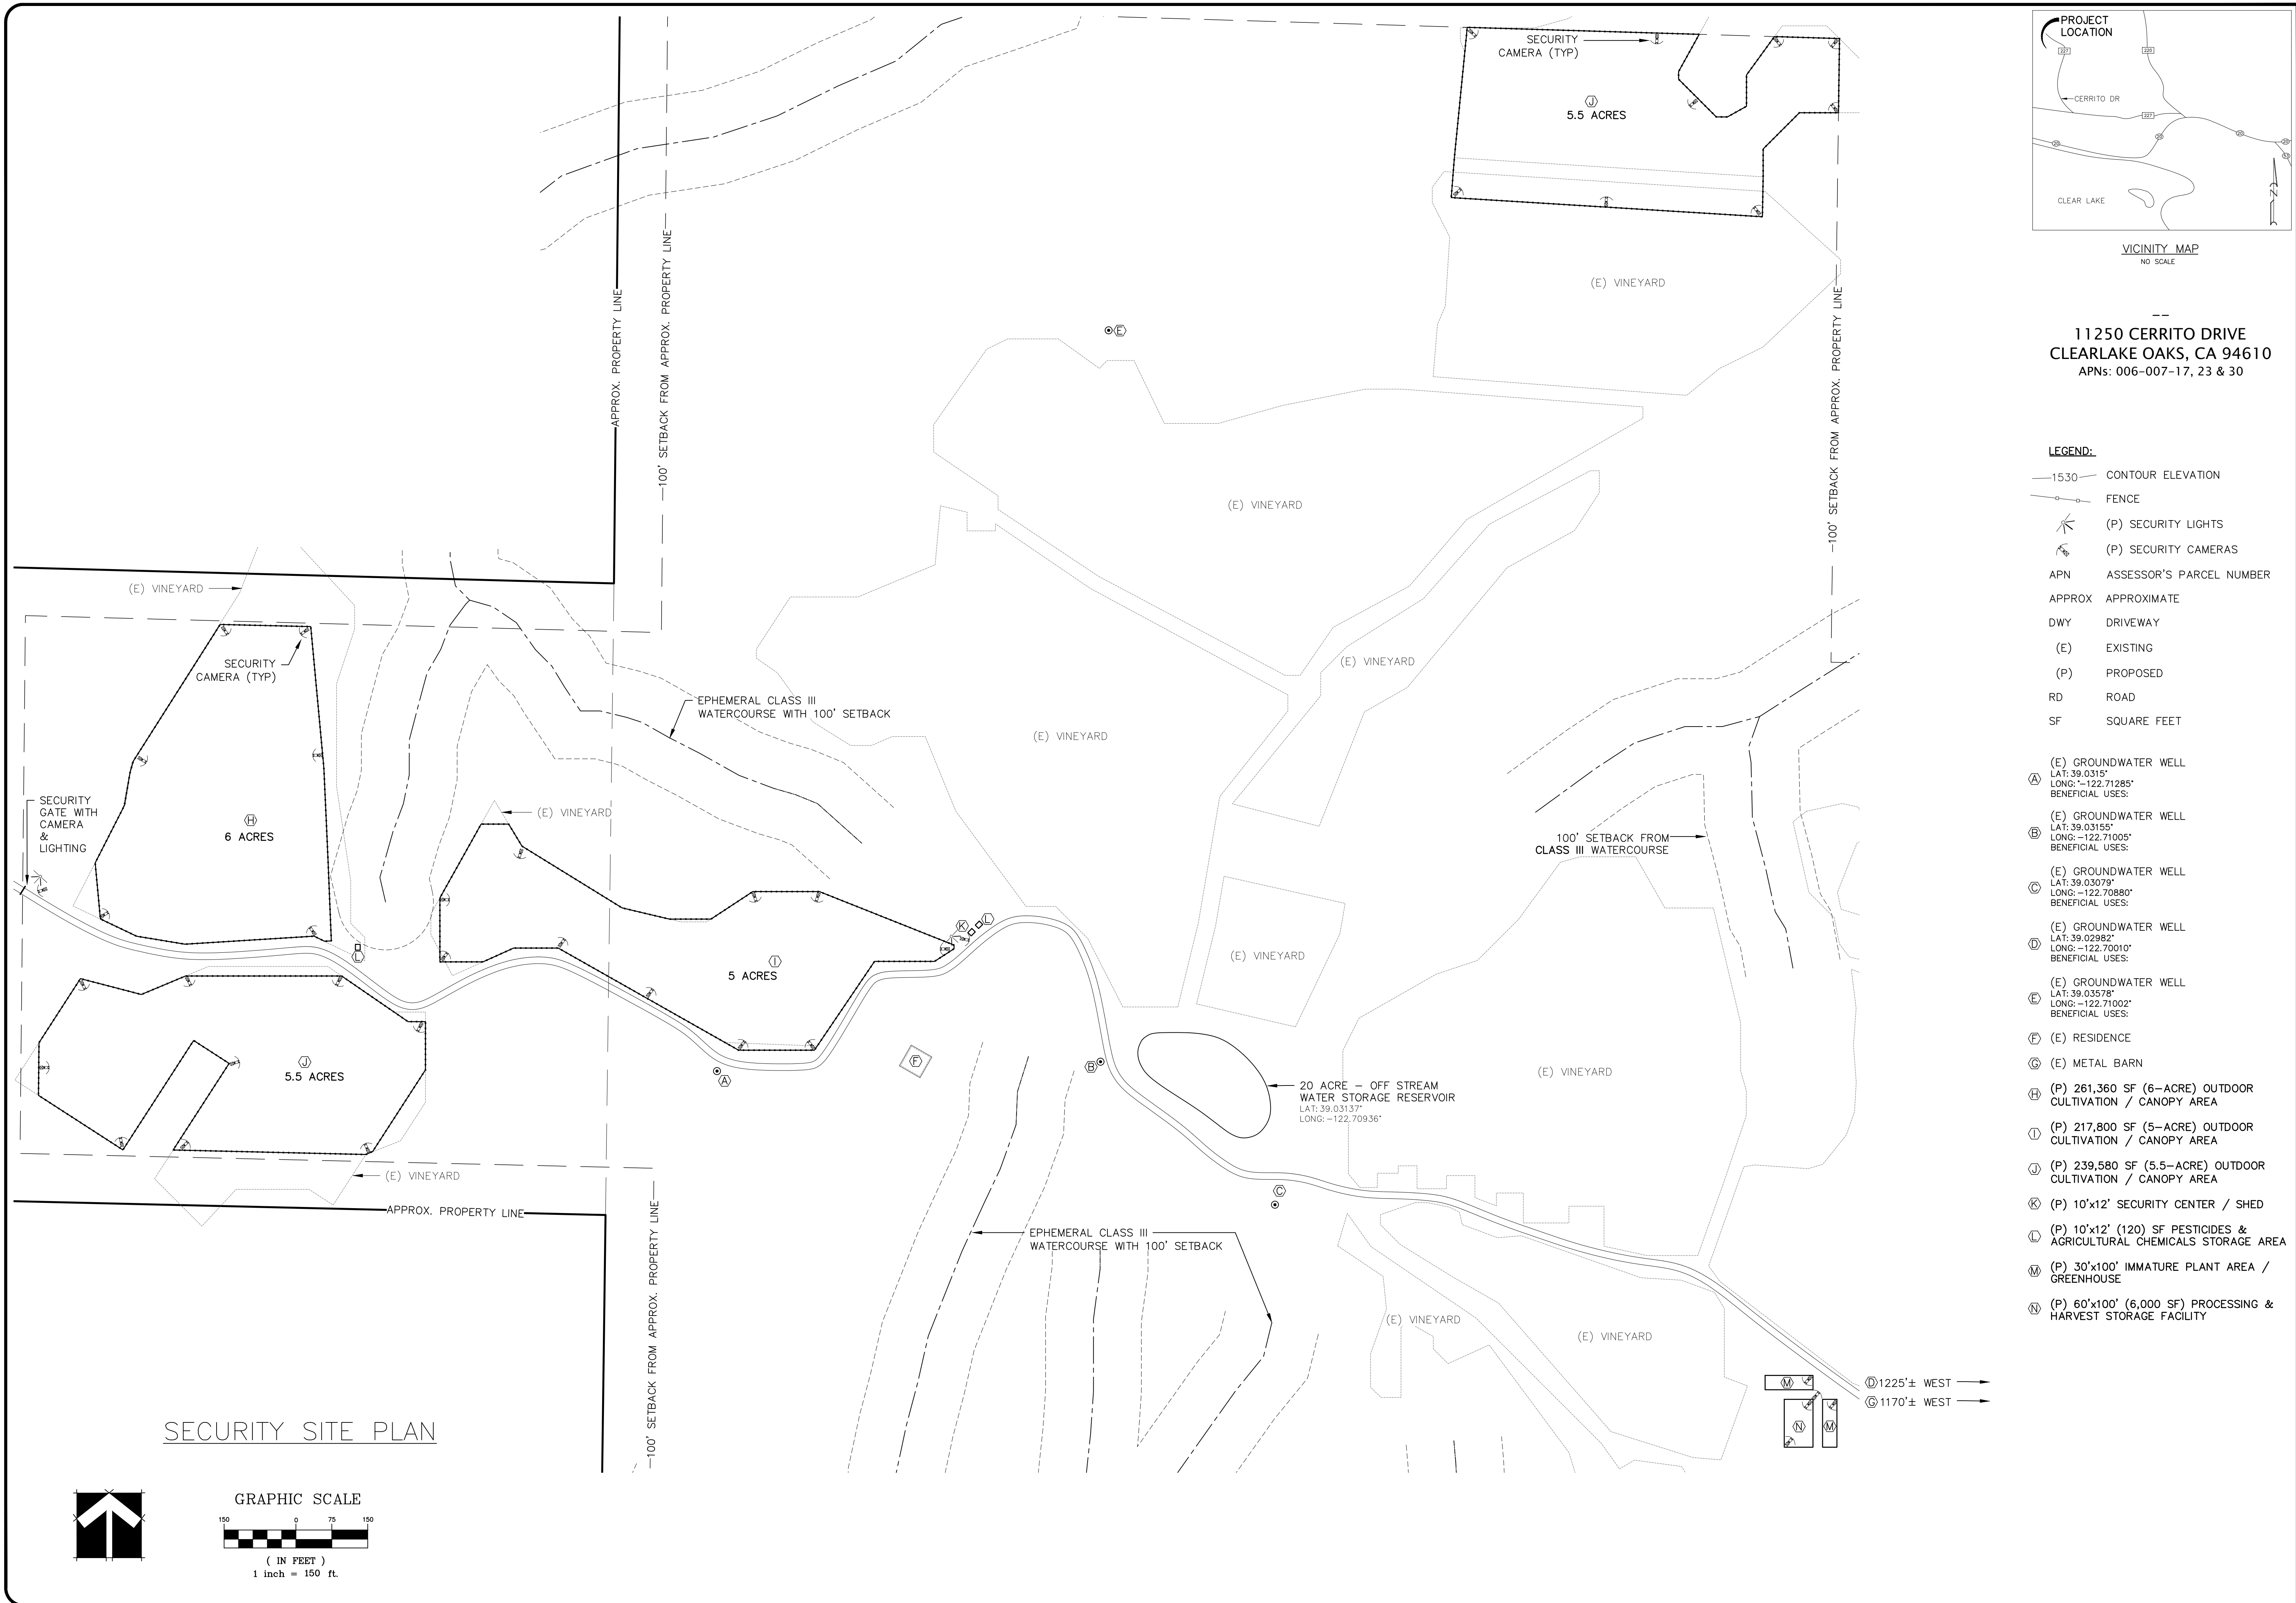 SECURITY
CAMERA (TYP)
J
5.5 ACRES
APPROX. PROPERTY LINE
100' SETBACK FROM APPROX. PROPERTY LINE
(E) VINEYARD
100' SETBACK FROM APPROX. PROPERTY LINE
E
(E) VINEYARD
(E) VINEYARD
(E) VINEYARD
SECURITY
CAMERA (TYP)
EPHEMERAL CLASS III
WATERCOURSE WITH 100' SETBACK
(E) VINEYARD
SECURITY
GATE WITH
CAMERA
&
LIGHTING
H
6 ACRES
(E) VINEYARD
100' SETBACK FROM
CLASS III WATERCOURSE
K
L
L
I
5 ACRES
(E) VINEYARD
J
5.5 ACRES
F
A
B
20 ACRE – OFF STREAM
WATER STORAGE RESERVOIR
LAT: 39.03137°
LONG: –122.70936°
(E) VINEYARD
(E) VINEYARD
APPROX. PROPERTY LINE
C
100' SETBACK FROM APPROX. PROPERTY LINE
EPHEMERAL CLASS III
WATERCOURSE WITH 100' SETBACK
(E) VINEYARD
(E) VINEYARD
M
N
M
D 1225'± WEST
G 1170'± WEST
SECURITY SITE PLAN
GRAPHIC SCALE
150 0 75 150
( IN FEET )
1 inch = 150 ft.
PROJECT
LOCATION
227
220
CERRITO DR
227
20
20
20
20
53
CLEAR LAKE
N
VICINITY MAP
NO SCALE
––
11250 CERRITO DRIVE
CLEARLAKE OAKS, CA 94610
APNs: 006-007-17, 23 & 30
LEGEND:
1530 CONTOUR ELEVATION
FENCE
(P) SECURITY LIGHTS
(P) SECURITY CAMERAS
APN ASSESSOR'S PARCEL NUMBER
APPROX APPROXIMATE
DWY DRIVEWAY
(E) EXISTING
(P) PROPOSED
RD ROAD
SF SQUARE FEET
A (E) GROUNDWATER WELL
LAT: 39.0315°
LONG: °–122.71285°
BENEFICIAL USES:
B (E) GROUNDWATER WELL
LAT: 39.03155°
LONG: –122.71005°
BENEFICIAL USES:
C (E) GROUNDWATER WELL
LAT: 39.03079°
LONG: –122.70880°
BENEFICIAL USES:
D (E) GROUNDWATER WELL
LAT: 39.02982°
LONG: –122.70010°
BENEFICIAL USES:
E (E) GROUNDWATER WELL
LAT: 39.03578°
LONG: –122.71002°
BENEFICIAL USES:
F (E) RESIDENCE
G (E) METAL BARN
H (P) 261,360 SF (6–ACRE) OUTDOOR
CULTIVATION / CANOPY AREA
I (P) 217,800 SF (5–ACRE) OUTDOOR
CULTIVATION / CANOPY AREA
J (P) 239,580 SF (5.5–ACRE) OUTDOOR
CULTIVATION / CANOPY AREA
K (P) 10'x12' SECURITY CENTER / SHED
L (P) 10'x12' (120) SF PESTICIDES &
AGRICULTURAL CHEMICALS STORAGE AREA
M (P) 30'x100' IMMATURE PLANT AREA /
GREENHOUSE
N (P) 60'x100' (6,000 SF) PROCESSING &
HARVEST STORAGE FACILITY